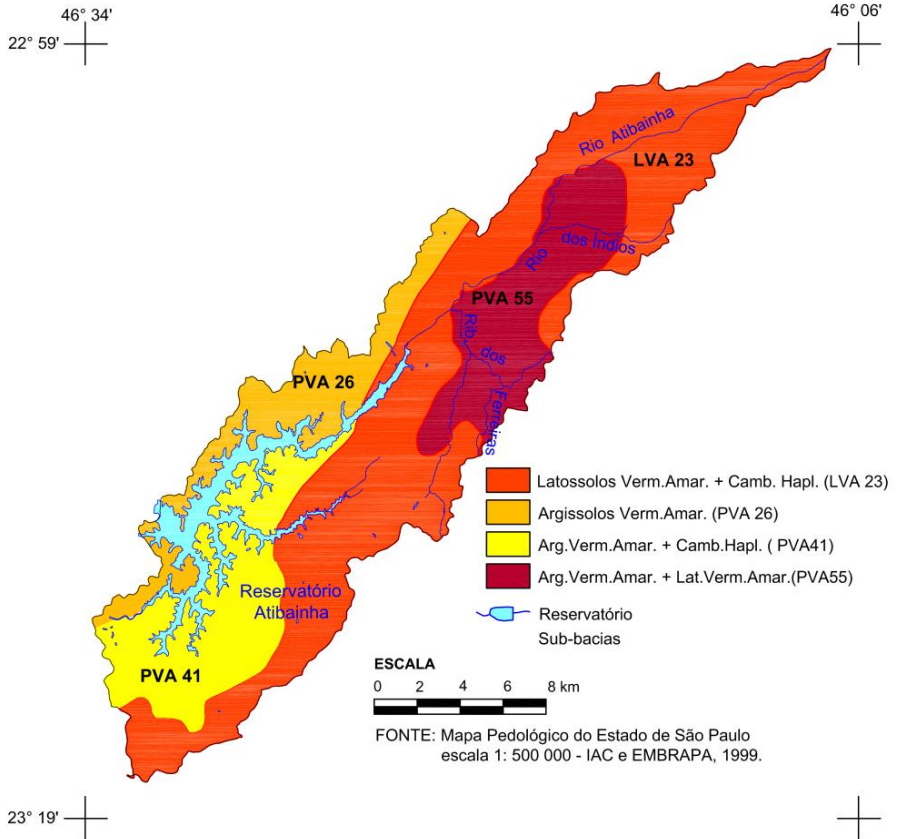 46° 34'
46° 06'
22° 59'
Rio Atibainha
LVA 23
dos Índios
Rio
PVA 55
Rib.
dos
Ferreiras
PVA 26
Latossolos Verm.Amar. + Camb. Hapl. (LVA 23)
Argissolos Verm.Amar. (PVA 26)
Arg.Verm.Amar. + Camb.Hapl. ( PVA41)
Arg.Verm.Amar. + Lat.Verm.Amar.(PVA55)
Reservatório
Sub-bacias
Reservatório
Atibainha
PVA 41
ESCALA
0 2 4 6 8 km
FONTE: Mapa Pedológico do Estado de São Paulo
escala 1: 500 000 - IAC e EMBRAPA, 1999.
23° 19'